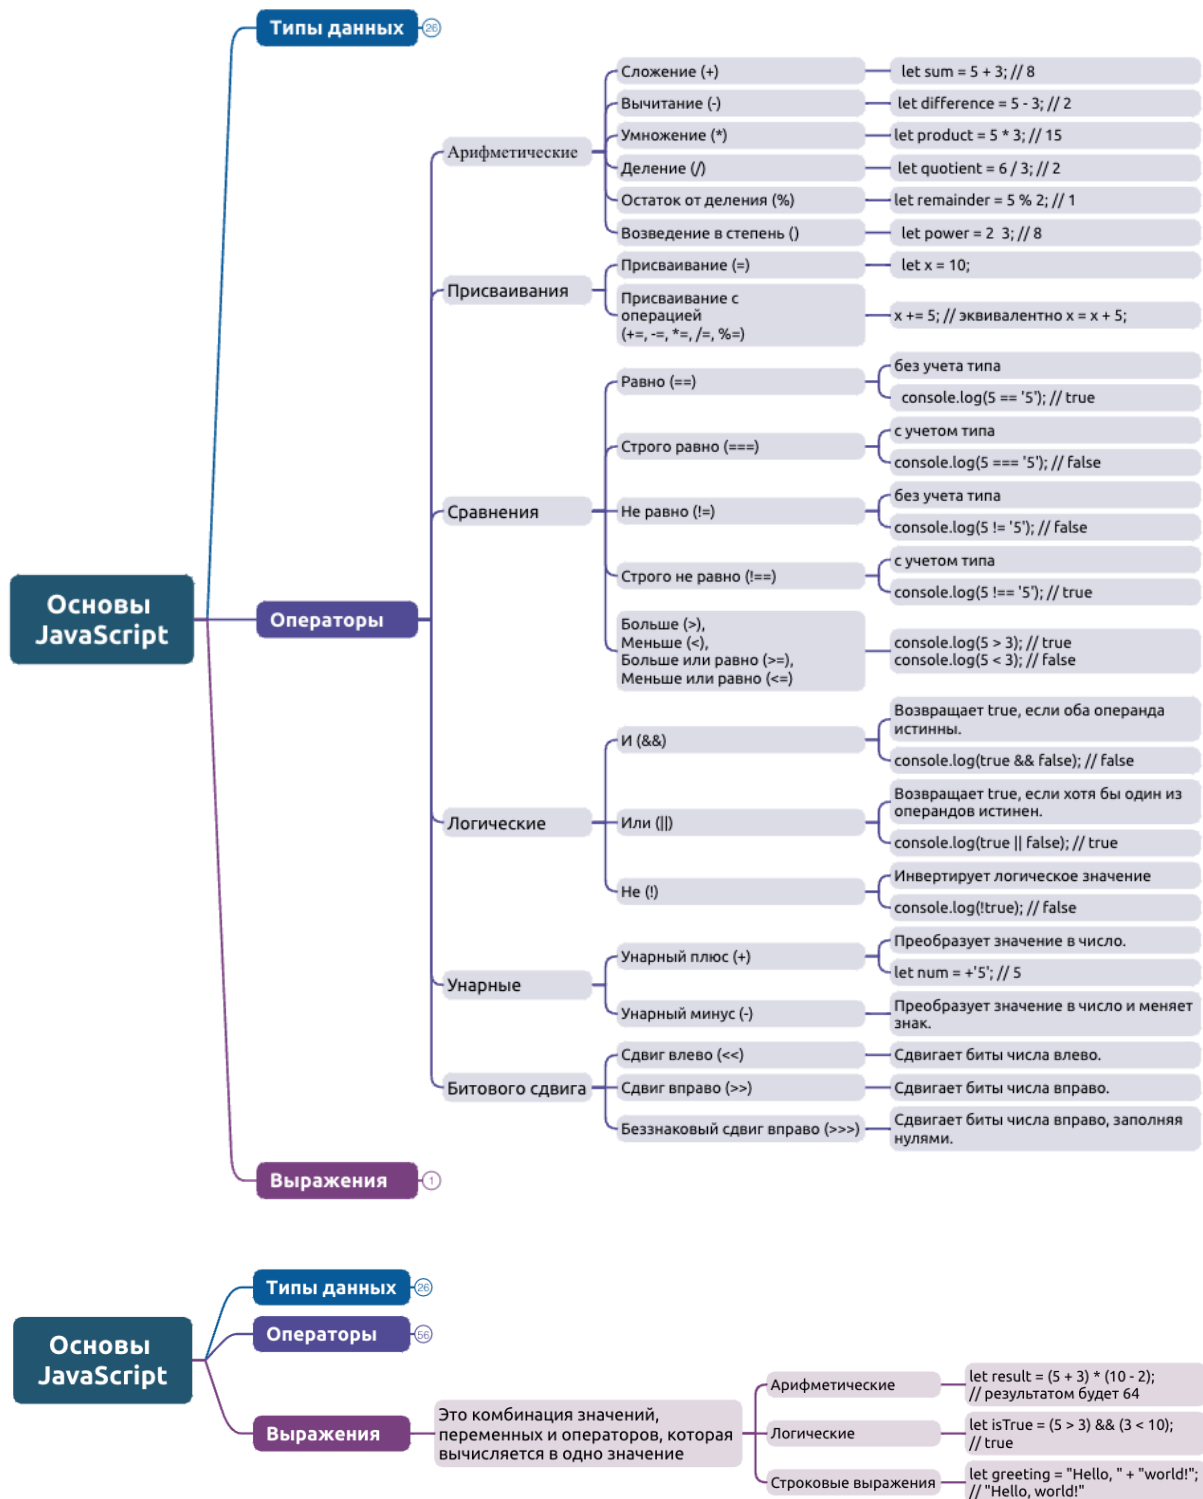 Типы данных
26
Сложение (+)
let sum = 5 + 3; // 8
Вычитание (-)
let difference = 5 - 3; // 2
Умножение (*)
let product = 5 * 3; // 15
Арифметические
Деление (/)
let quotient = 6 / 3; // 2
Остаток от деления (%)
let remainder = 5 % 2; // 1
Возведение в степень ()
let power = 2  3; // 8
Присваивания
Присваивание (=)
let x = 10;
Присваивание с
операцией
(+=, -=, *=, /=, %=)
x += 5; // эквивалентно x = x + 5;
Сравнения
Равно (==)
без учета типа
console.log(5 == '5'); // true
Строго равно (===)
с учетом типа
console.log(5 === '5'); // false
Не равно (!=)
без учета типа
console.log(5 != '5'); // false
Строго не равно (!==)
с учетом типа
console.log(5 !== '5'); // true
Больше (>),
Меньше (<),
Больше или равно (>=),
Меньше или равно (<=)
console.log(5 > 3); // true
console.log(5 < 3); // false
Основы
JavaScript
Операторы
Логические
И (&&)
Возвращает true, если оба операнда
истинны.
console.log(true && false); // false
Или (||)
Возвращает true, если хотя бы один из
операндов истинен.
console.log(true || false); // true
Не (!)
Инвертирует логическое значение
console.log(!true); // false
Унарные
Унарный плюс (+)
Преобразует значение в число.
let num = +'5'; // 5
Унарный минус (-)
Преобразует значение в число и меняет
знак.
Битового сдвига
Сдвиг влево (<<)
Сдвигает биты числа влево.
Сдвиг вправо (>>)
Сдвигает биты числа вправо.
Беззнаковый сдвиг вправо (>>>)
Сдвигает биты числа вправо, заполняя
нулями.
Выражения
1
Основы
JavaScript
Типы данных
26
Операторы
56
Выражения
Это комбинация значений,
переменных и операторов, которая
вычисляется в одно значение
Арифметические
let result = (5 + 3) * (10 - 2);
// результатом будет 64
Логические
let isTrue = (5 > 3) && (3 < 10);
// true
Строковые выражения
let greeting = "Hello, " + "world!";
// "Hello, world!"